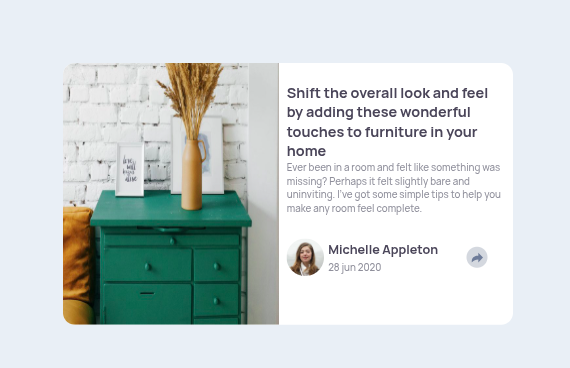 Shift the overall look and feel
by adding these wonderful
touches to furniture in your
home
Ever been in a room and felt like something was
missing? Perhaps it felt slightly bare and
uninviting. I've got some simple tips to help you
make any room feel complete.
Michelle Appleton
28 jun 2020